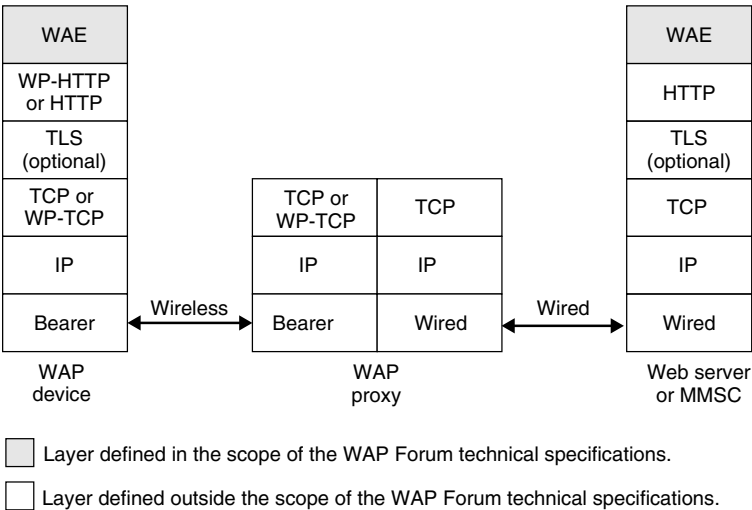 WAE
WP-HTTP
or HTTP
TLS
(optional)
TCP or
WP-TCP
IP
Bearer
WAP
device
Wireless
TCP or
WP-TCP
IP
Bearer
TCP
IP
Wired
WAP
proxy
Wired
WAE
HTTP
TLS
(optional)
TCP
IP
Wired
Web server
or MMSC
Layer defined in the scope of the WAP Forum technical specifications.
Layer defined outside the scope of the WAP Forum technical specifications.